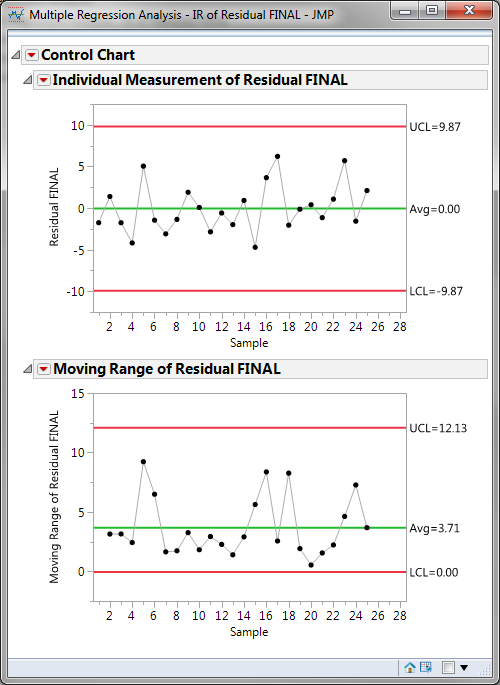 Multiple Regression Analysis - IR of Residual FINAL - JMP
Control Chart
Individual Measurement of Residual FINAL
Residual FINAL
10
5
0
-5
-10
UCL=9.87
Avg=0.00
LCL=-9.87
2 4 6 8 10 12 14 16 18 20 22 24 26 28
Sample
Moving Range of Residual FINAL
Moving Range of Residual FINAL
15
10
5
0
UCL=12.13
Avg=3.71
LCL=0.00
2 4 6 8 10 12 14 16 18 20 22 24 26 28
Sample